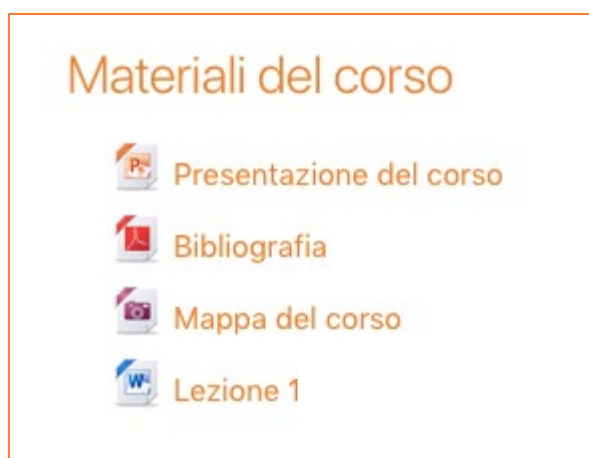 Materiali del corso
Presentazione del corso
Bibliografia
Mappa del corso
Lezione 1